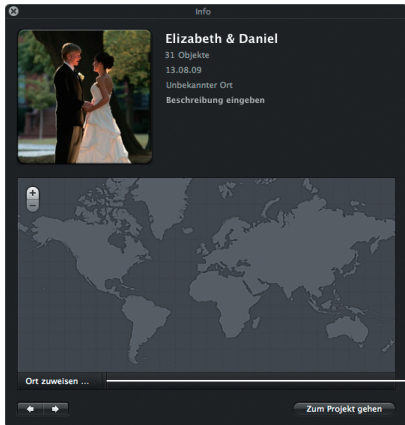 Info
Elizabeth & Daniel
31 Objekte
13.08.09
Unbekannter Ort
Beschreibung eingeben
Ort zuweisen ...
Zum Projekt gehen